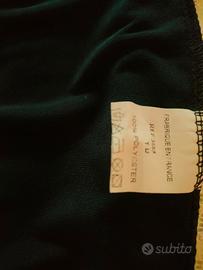 FABRIQUE EN FRANCE
T U
100% POLYESTER
subito